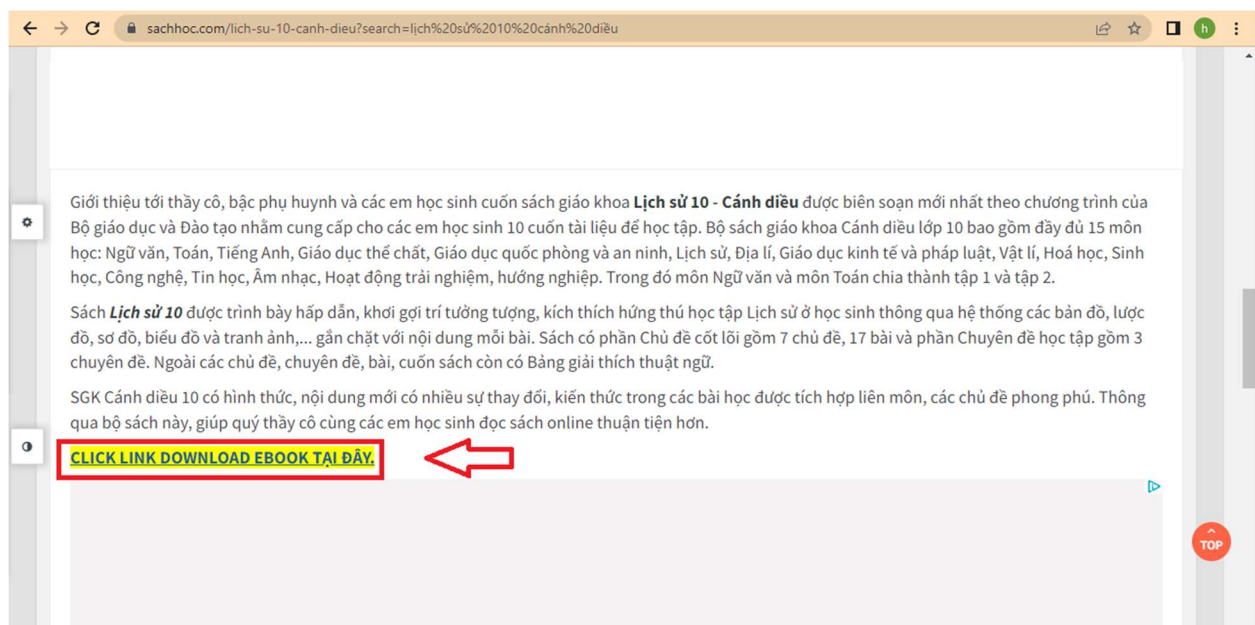 sachhoc.com/lich-su-10-canh-dieu?search=lịch%20sử%2010%20cánh%20diều
h
Giới thiệu tới thầy cô, bậc phụ huynh và các em học sinh cuốn sách giáo khoa Lịch sử 10 - Cánh diều được biên soạn mới nhất theo chương trình của
Bộ giáo dục và Đào tạo nhằm cung cấp cho các em học sinh 10 cuốn tài liệu để học tập. Bộ sách giáo khoa Cánh diều lớp 10 bao gồm đầy đủ 15 môn
học: Ngữ văn, Toán, Tiếng Anh, Giáo dục thể chất, Giáo dục quốc phòng và an ninh, Lịch sử, Địa lí, Giáo dục kinh tế và pháp luật, Vật lí, Hoá học, Sinh
học, Công nghệ, Tin học, Âm nhạc, Hoạt động trải nghiệm, hướng nghiệp. Trong đó môn Ngữ văn và môn Toán chia thành tập 1 và tập 2.
Sách Lịch sử 10 được trình bày hấp dẫn, khơi gợi trí tưởng tượng, kích thích hứng thú học tập Lịch sử ở học sinh thông qua hệ thống các bản đồ, lược
đồ, sơ đồ, biểu đồ và tranh ảnh,... gắn chặt với nội dung mỗi bài. Sách có phần Chủ đề cốt lõi gồm 7 chủ đề, 17 bài và phần Chuyên đề học tập gồm 3
chuyên đề. Ngoài các chủ đề, chuyên đề, bài, cuốn sách còn có Bảng giải thích thuật ngữ.
SGK Cánh diều 10 có hình thức, nội dung mới có nhiều sự thay đổi, kiến thức trong các bài học được tích hợp liên môn, các chủ đề phong phú. Thông
qua bộ sách này, giúp quý thầy cô cùng các em học sinh đọc sách online thuận tiện hơn.
CLICK LINK DOWNLOAD EBOOK TẠI ĐÂY.
TOP